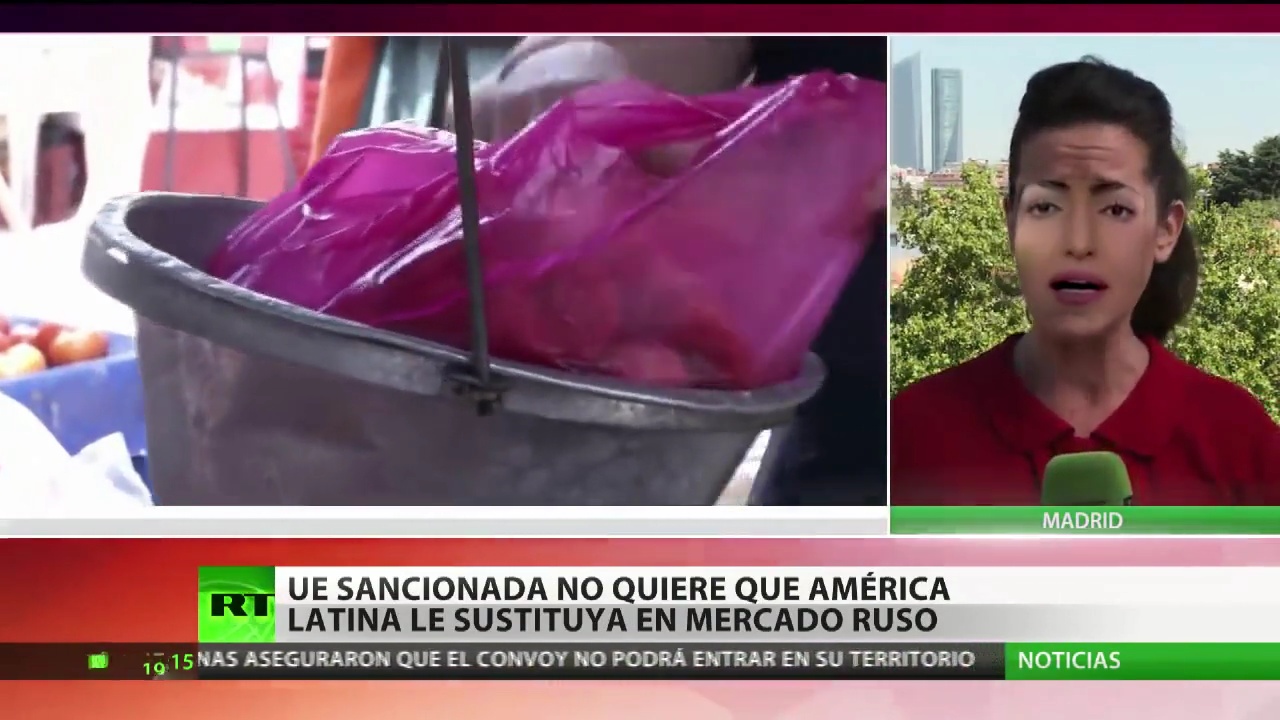 MADRID
RT
UE SANCIONADA NO QUIERE QUE AMÉRICA
LATINA LE SUSTITUYA EN MERCADO RUSO
19 15
NAS ASEGURARON QUE EL CONVOY NO PODRÁ ENTRAR EN SU TERRITORIO
NOTICIAS